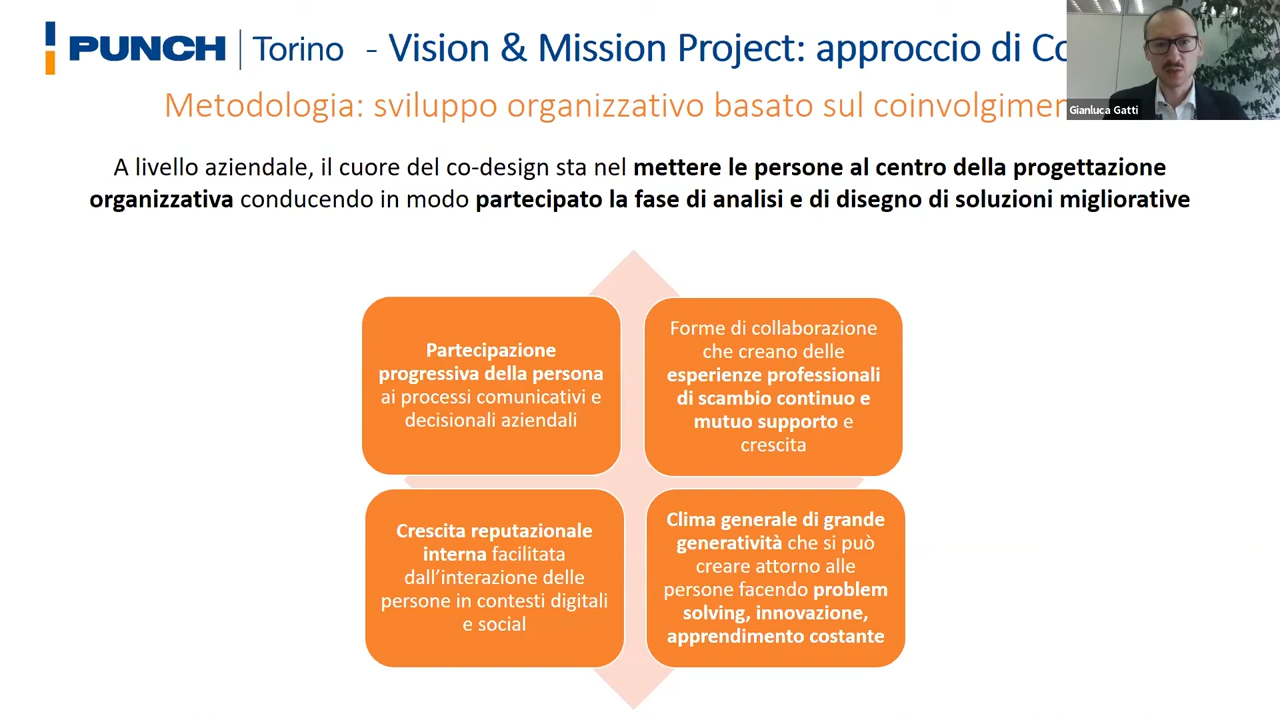 PUNCH Torino - Vision & Mission Project: approccio di Co
Metodologia: sviluppo organizzativo basato sul
Gianluca Gatti
A livello aziendale, il cuore del co-design sta nel mettere le persone al centro della progettazione
organizzativa conducendo in modo partecipato la fase di analisi e di disegno di soluzioni migliorative
Partecipazione
progressiva della persona
ai processi comunicativi e
decisionali aziendali
Forme di collaborazione
che creano delle
esperienze professionali
di scambio continuo e
mutuo supporto e
crescita
Crescita reputazionale
interna facilitata
dall’interazione delle
persone in contesti digitali
e social
Clima generale di grande
generatività che si può
creare attorno alle
persone facendo problem
solving, innovazione,
apprendimento costante